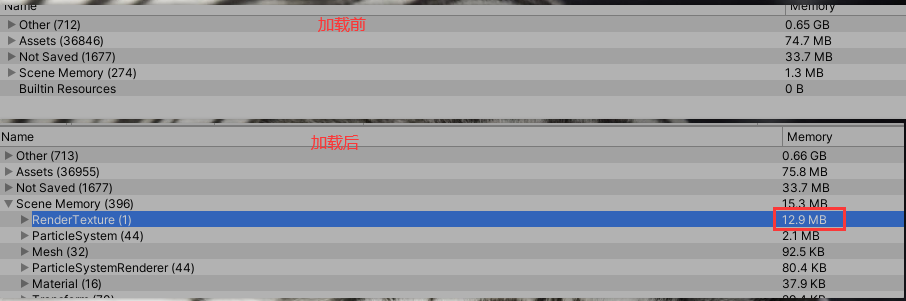 Name Memory
Other (712) 0.65 GB
加载前
Assets (36846) 74.7 MB
Not Saved (1677) 33.7 MB
Scene Memory (274) 1.3 MB
Builtin Resources 0 B
Name Memory
加载后
Other (713) 0.66 GB
Assets (36955) 75.8 MB
Not Saved (1677) 33.7 MB
Scene Memory (396) 15.3 MB
RenderTexture (1) 12.9 MB
ParticleSystem (44) 2.1 MB
Mesh (32) 92.5 KB
ParticleSystemRenderer (44) 80.4 KB
Material (16) 37.9 KB